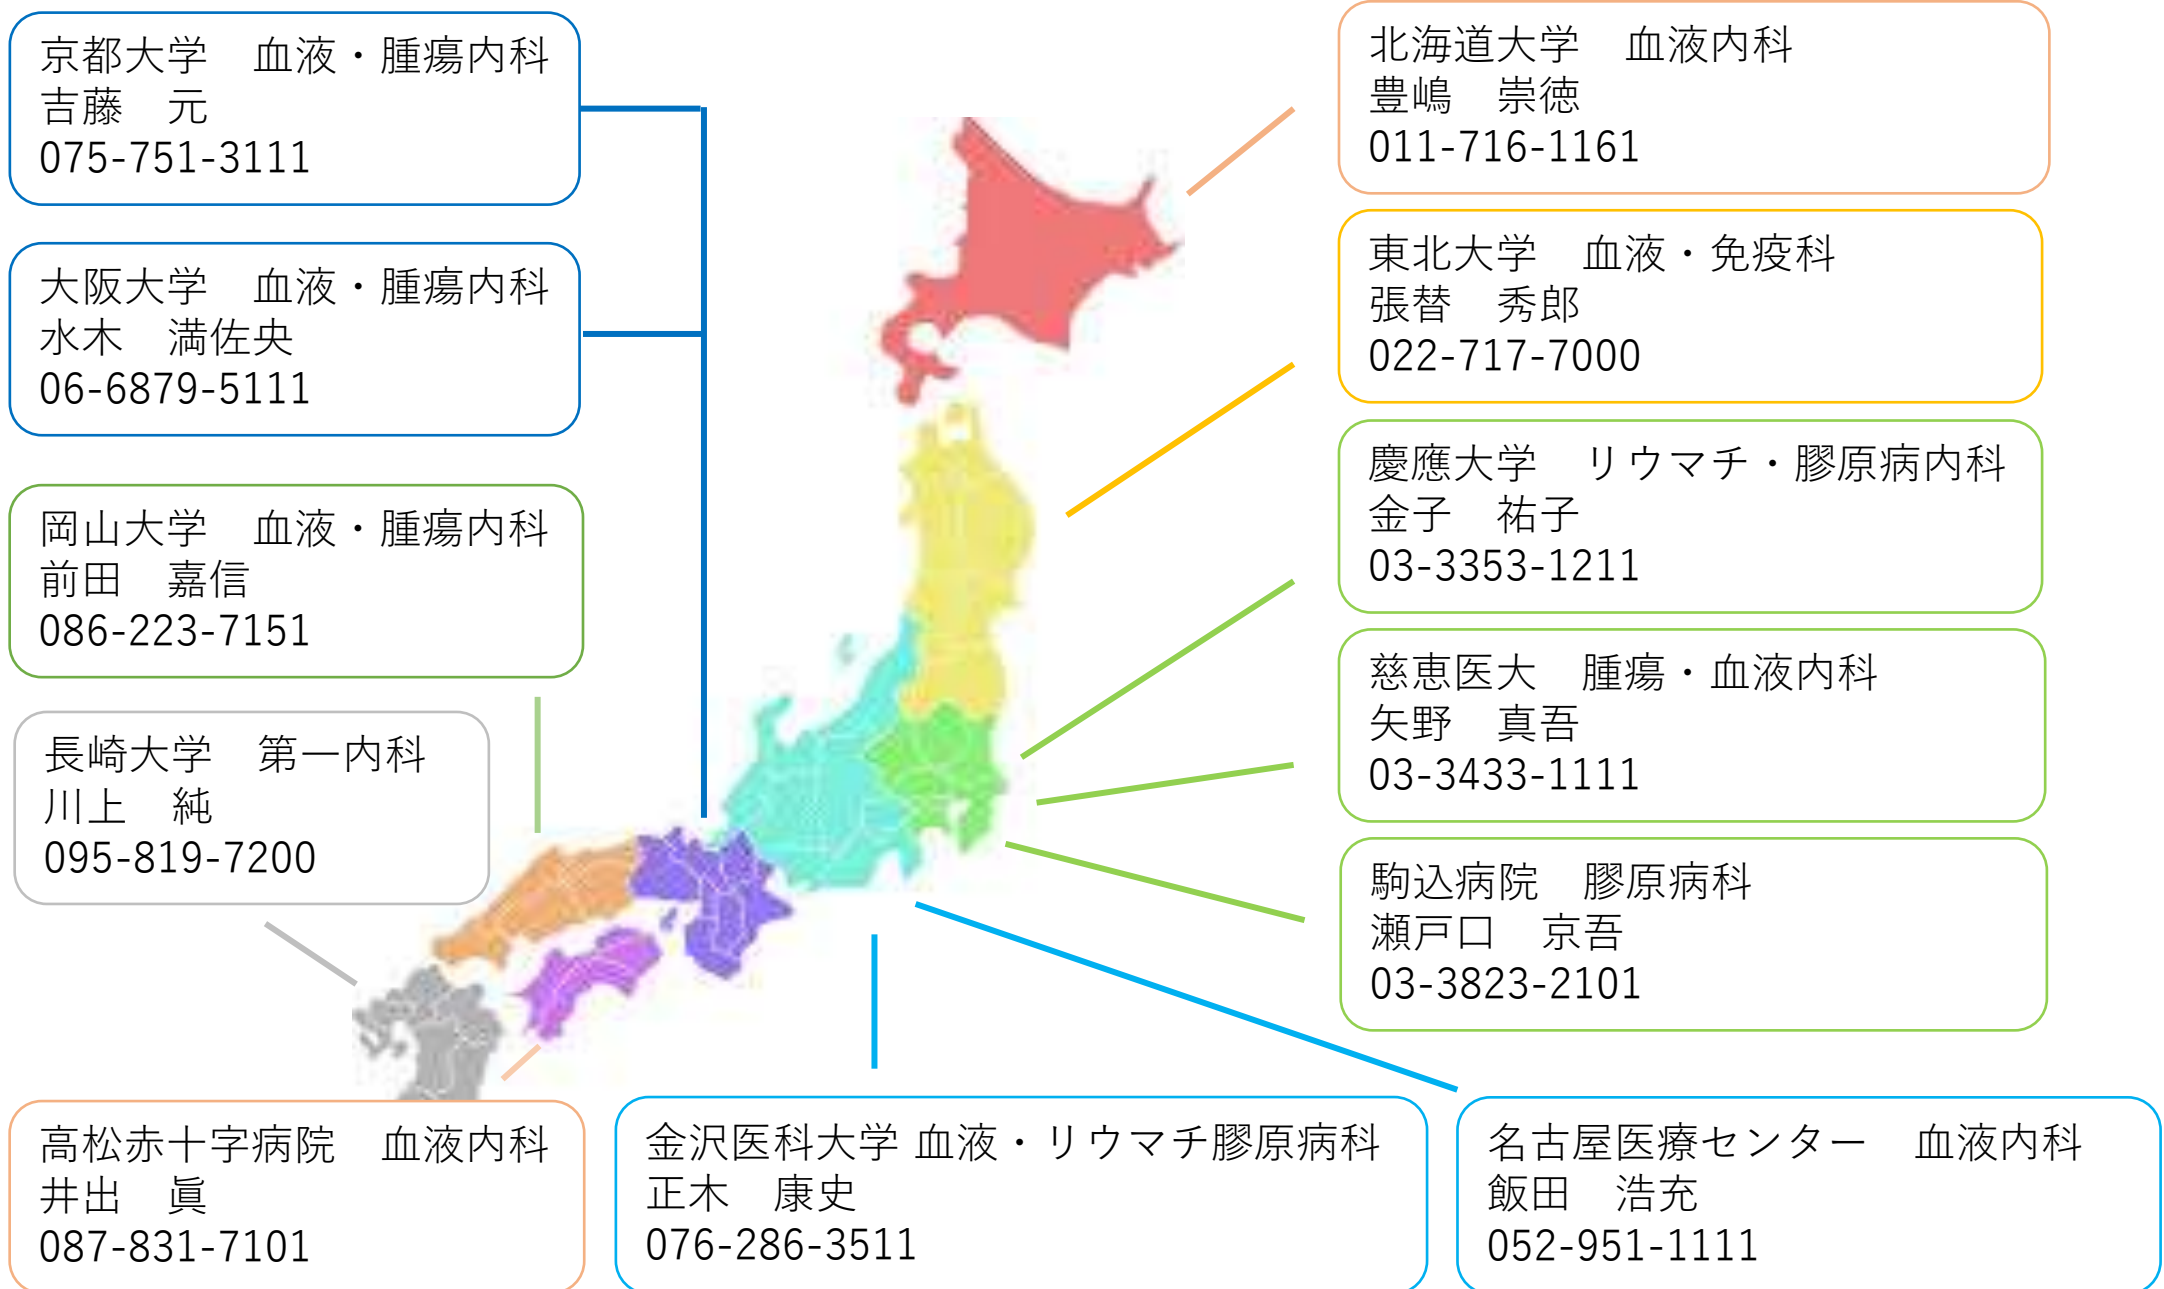 京都大学　血液・腫瘍内科
吉藤　元
075-751-3111
大阪大学　血液・腫瘍内科
水木　満佐央
06-6879-5111
岡山大学　血液・腫瘍内科
前田　嘉信
086-223-7151
長崎大学　第一内科
川上　純
095-819-7200
高松赤十字病院　血液内科
井出　眞
087-831-7101
金沢医科大学 血液・リウマチ膠原病科
正木　康史
076-286-3511
名古屋医療センター　血液内科
飯田　浩充
052-951-1111
北海道大学　血液内科
豊嶋　崇徳
011-716-1161
東北大学　血液・免疫科
張替　秀郎
022-717-7000
慶應大学　リウマチ・膠原病内科
金子　祐子
03-3353-1211
慈恵医大　腫瘍・血液内科
矢野　真吾
03-3433-1111
駒込病院　膠原病科
瀬戸口　京吾
03-3823-2101